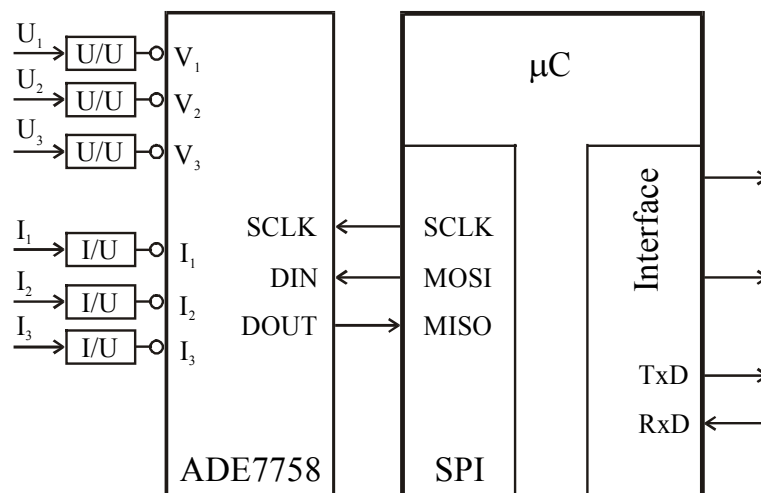 U₁
U/U
V₁
U₂
U/U
V₂
U₃
U/U
V₃
I₁
I/U
I₁
I₂
I/U
I₂
I₃
I/U
I₃
SCLK
DIN
DOUT
ADE7758
µC
SCLK
MOSI
MISO
SPI
Interface
TxD
RxD